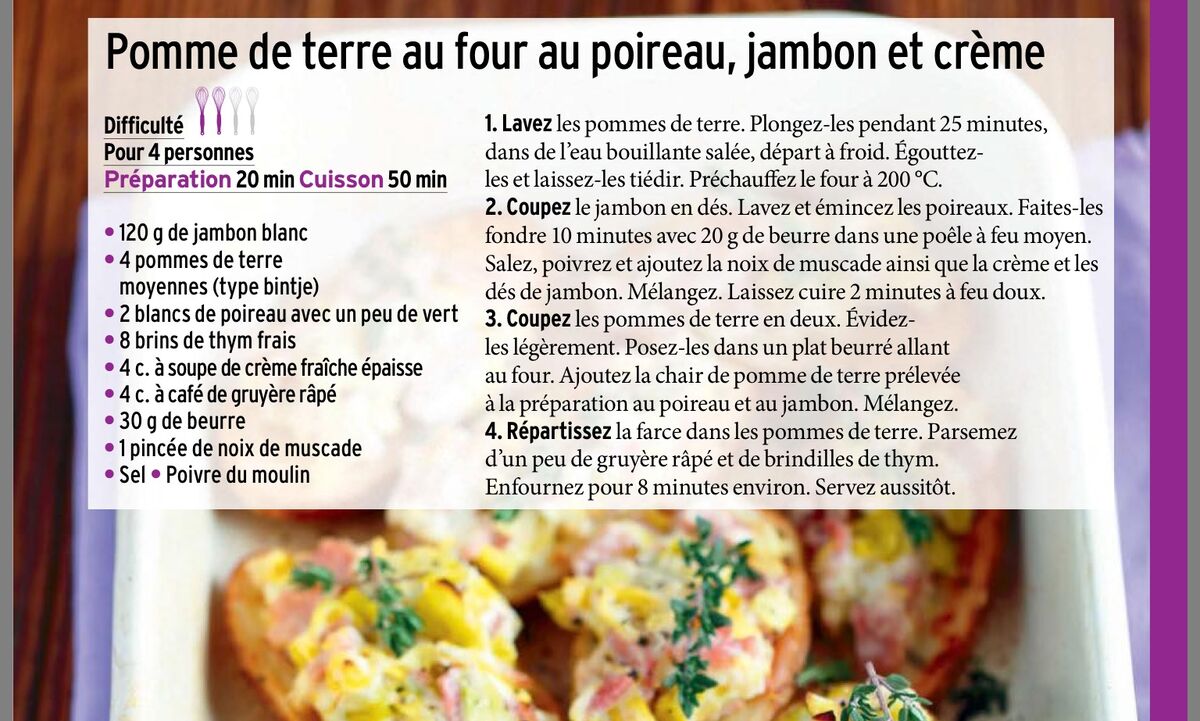 Pomme de terre au four au poireau, jambon et crème
Difficulté
Pour 4 personnes
Préparation 20 min Cuisson 50 min
• 120 g de jambon blanc
• 4 pommes de terre
moyennes (type bintje)
• 2 blancs de poireau avec un peu de vert
• 8 brins de thym frais
• 4 c. à soupe de crème fraîche épaisse
• 4 c. à café de gruyère râpé
• 30 g de beurre
• 1 pincée de noix de muscade
• Sel • Poivre du moulin
1. Lavez les pommes de terre. Plongez-les pendant 25 minutes,
dans de l’eau bouillante salée, départ à froid. Égouttez-
les et laissez-les tiédir. Préchauffez le four à 200 °C.
2. Coupez le jambon en dés. Lavez et émincez les poireaux. Faites-les
fondre 10 minutes avec 20 g de beurre dans une poêle à feu moyen.
Salez, poivrez et ajoutez la noix de muscade ainsi que la crème et les
dés de jambon. Mélangez. Laissez cuire 2 minutes à feu doux.
3. Coupez les pommes de terre en deux. Évidez-
les légèrement. Posez-les dans un plat beurré allant
au four. Ajoutez la chair de pomme de terre prélevée
à la préparation au poireau et au jambon. Mélangez.
4. Répartissez la farce dans les pommes de terre. Parsemez
d’un peu de gruyère râpé et de brindilles de thym.
Enfournez pour 8 minutes environ. Servez aussitôt.